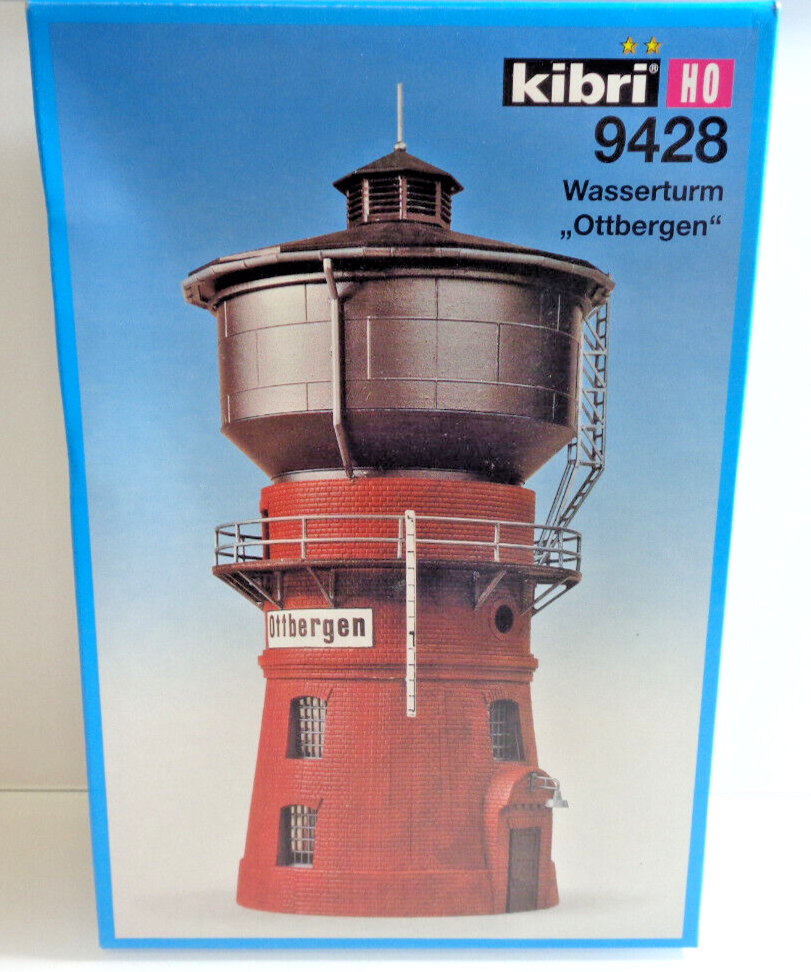 kibri® H0
9428
Wasserturm
„Ottbergen“
Ottbergen